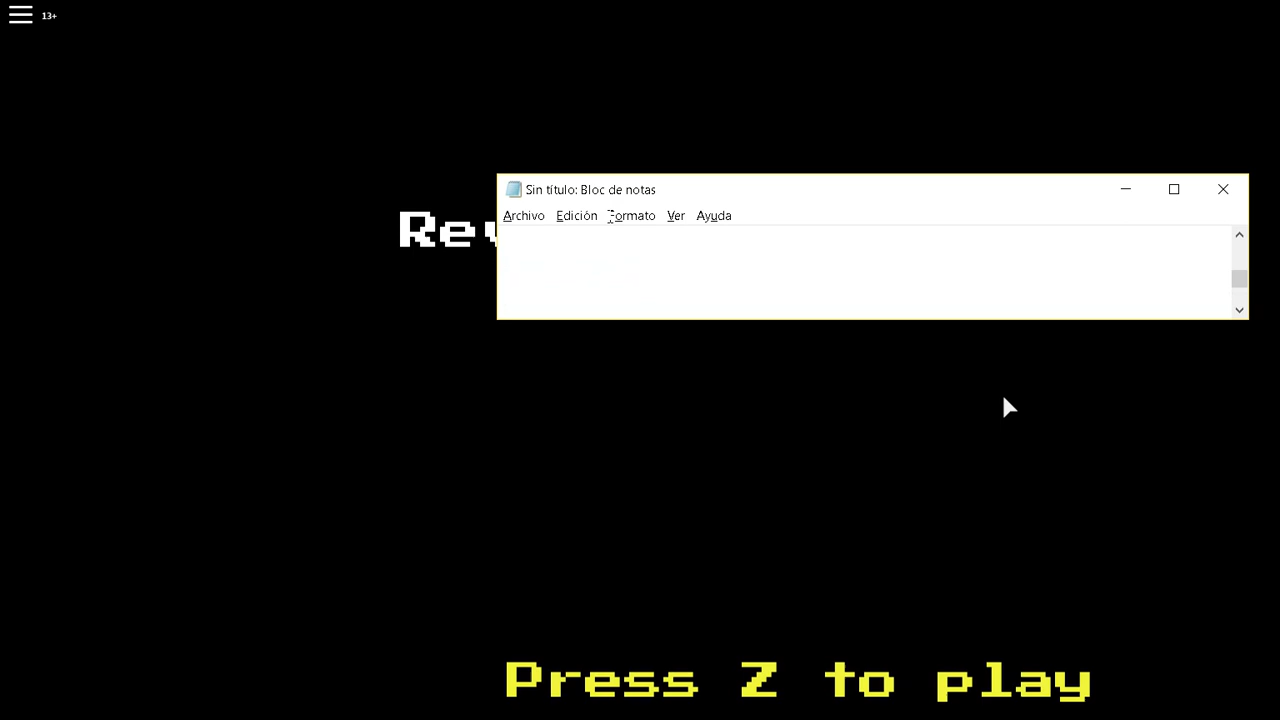 13+
Sin título: Bloc de notas
Archivo Edición Formato Ver Ayuda
Press Z to play